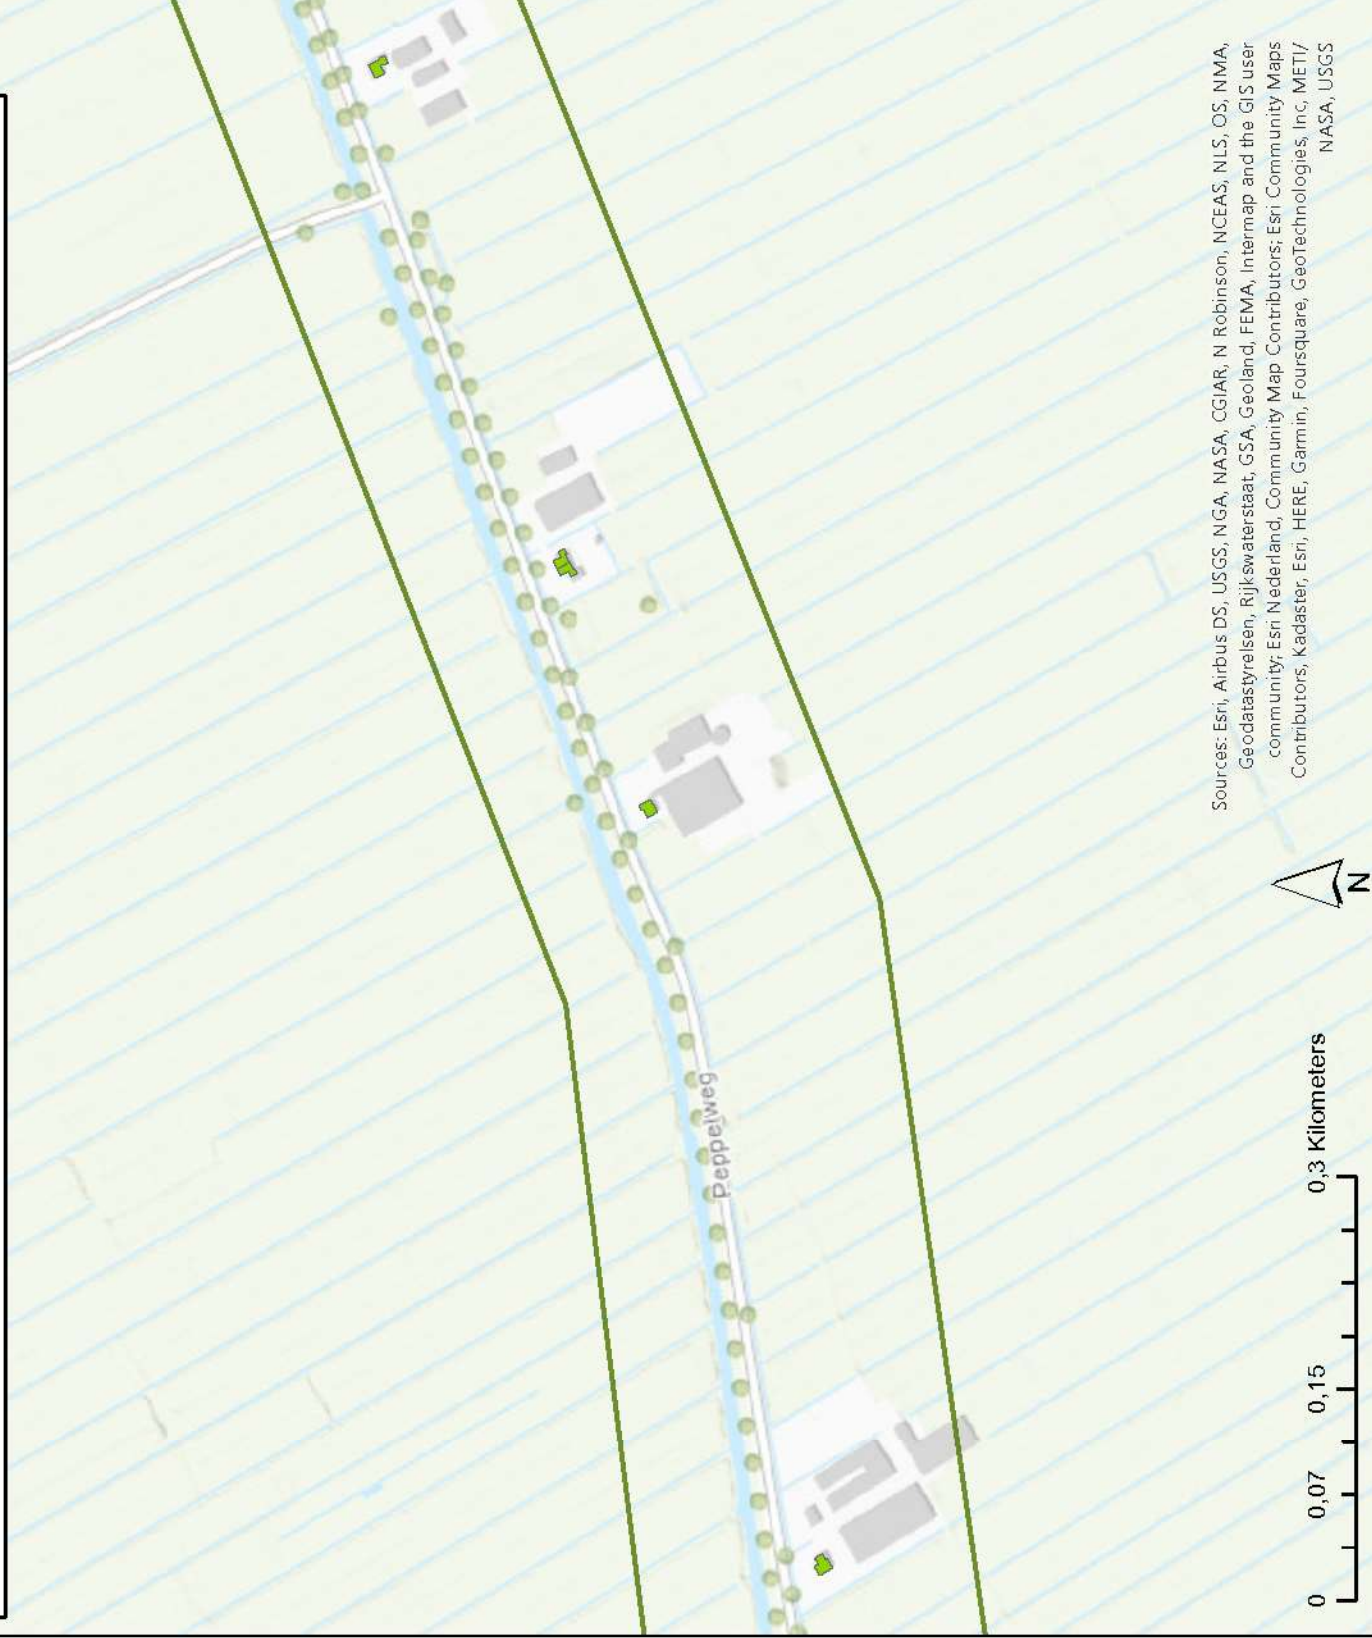 Peppelweg
Sources: Esri, Airbus DS, USGS, NGA, NASA, CGIAR, N Robinson, NCEAS, NLS, OS, NMA,
Geodatastyrelsen, Rijkswaterstaat, GSA, Geoland, FEMA, Intermap and the GIS user
community; Esri Nederland, Community Map Contributors; Esri Community Maps
Contributors, Kadaster, Esri, HERE, Garmin, Foursquare, GeoTechnologies, Inc, METI/
NASA, USGS
N
0 0,07 0,15 0,3 Kilometers